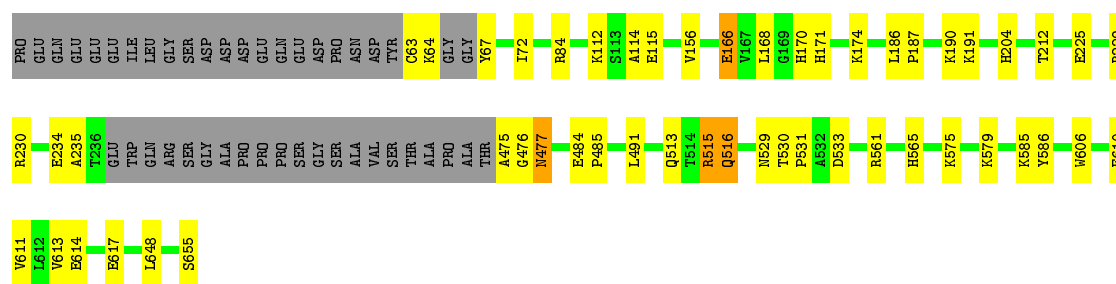 PRO GLU GLN GLU GLU GLU ILE LEU GLY SER ASP ASP ASP GLU GLN GLU ASP PRO ASN ASP TYR C63 K64 GLY GLY Y67 I72 R84 K112 S113 A114 E115 V156 E166 V167 L168 G169 H170 H171 K174 L186 P187 K190 K191 H204 T212 E225
R230 E234 A235 T236 GLU TRP GLN ARG SER GLY ALA PRO PRO PRO SER GLY SER ALA ALA VAL SER THR ALA PRO ALA THR A475 G476 N477 E484 P485 L491 Q513 T514 R515 Q516 N529 T530 P531 A532 D533 R561 H565 K575 K579 K585 Y586 W606
V611 L612 V613 E614 E617 L648 S655